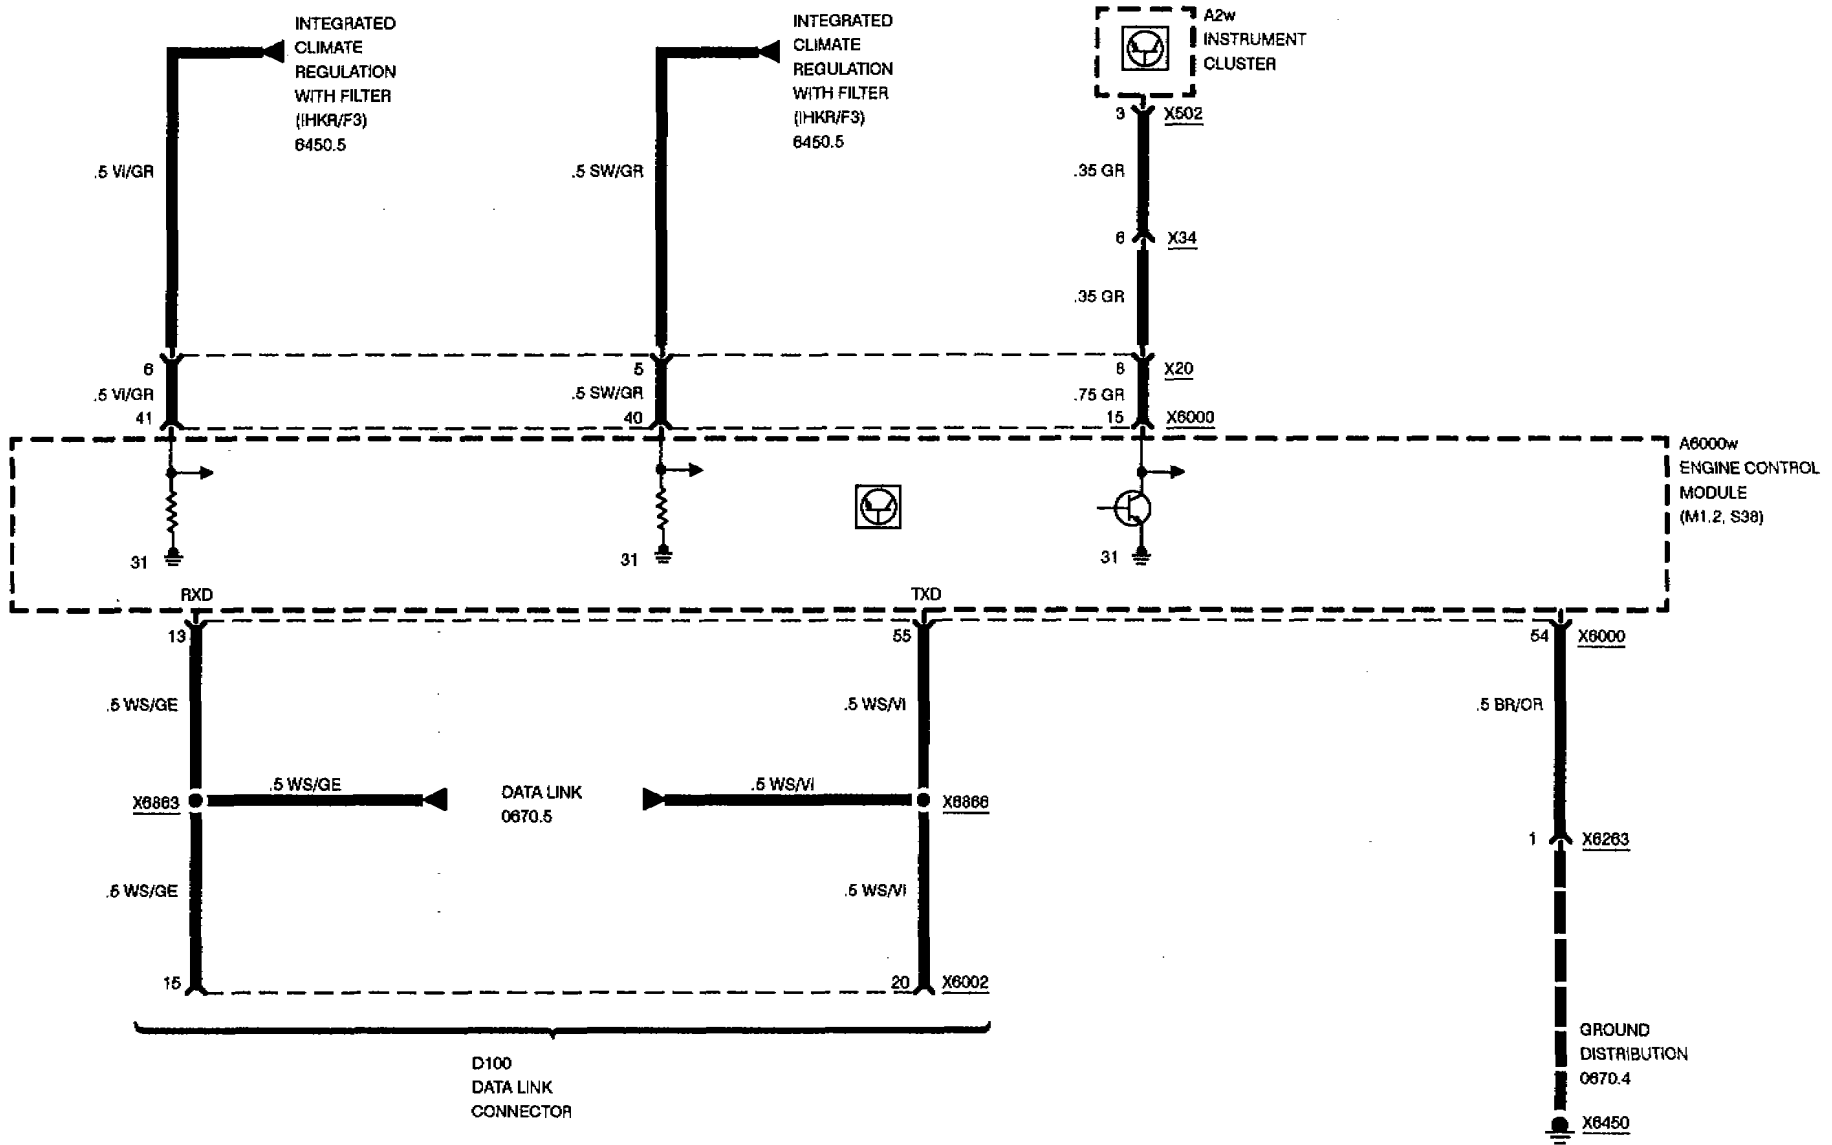 INTEGRATED
CLIMATE
REGULATION
WITH FILTER
(IHKR/F3)
6450.5
INTEGRATED
CLIMATE
REGULATION
WITH FILTER
(IHKR/F3)
6450.5
A2w
INSTRUMENT
CLUSTER
3 X502
.5 VI/GR
.5 SW/GR
.35 GR
6 X34
.35 GR
6
5
8 X20
.5 VI/GR
.5 SW/GR
.75 GR
41
40
15 X6000
A6000w
ENGINE CONTROL
MODULE
(M1.2, S38)
31
31
31
RXD
TXD
13
55
54 X6000
.5 WS/GE
.5 WS/VI
.5 BR/OR
.5 WS/GE
.5 WS/VI
X6863
DATA LINK
0670.5
X6866
1 X6263
.5 WS/GE
.5 WS/VI
15
20 X6002
GROUND
DISTRIBUTION
0670.4
D100
DATA LINK
CONNECTOR
X6450